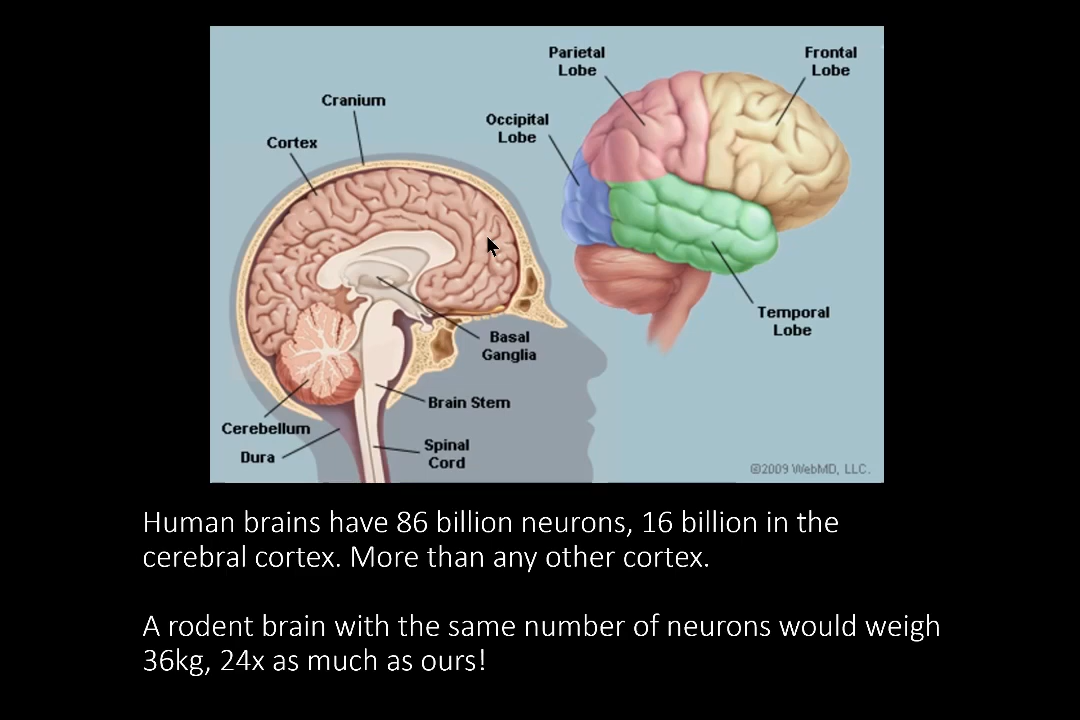 Parietal
Lobe
Frontal
Lobe
Cranium
Occipital
Lobe
Cortex
Temporal
Lobe
Basal
Ganglia
Brain Stem
Cerebellum
Spinal
Cord
Dura
©2009 WebMD, LLC.
Human brains have 86 billion neurons, 16 billion in the
cerebral cortex. More than any other cortex.
A rodent brain with the same number of neurons would weigh
36kg, 24x as much as ours!